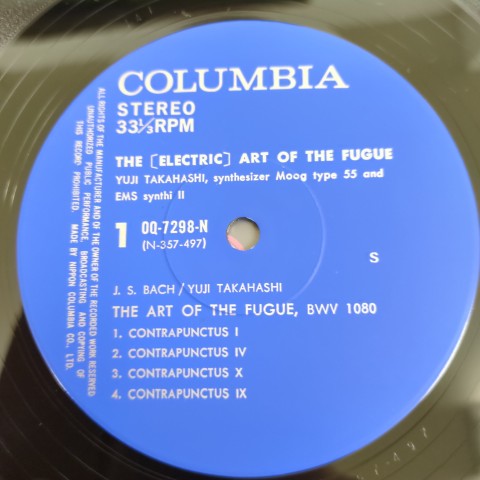 COLUMBIA
STEREO
33⅓RPM
THE [ELECTRIC] ART OF THE FUGUE
YUJI TAKAHASHI, synthesizer Moog type 55 and
EMS synthi II
1 OQ-7298-N
(N-357-497)
S
J. S. BACH / YUJI TAKAHASHI
THE ART OF THE FUGUE, BWV 1080
1. CONTRAPUNCTUS I
2. CONTRAPUNCTUS IV
3. CONTRAPUNCTUS X
4. CONTRAPUNCTUS IX
ALL RIGHTS OF THE MANUFACTURER AND OF THE OWNER OF THE RECORDED WORK RESERVED
UNAUTHORIZED PUBLIC PERFORMANCE, BROADCASTING AND COPYING OF
THIS RECORD PROHIBITED. MADE BY NIPPON COLUMBIA CO., LTD.